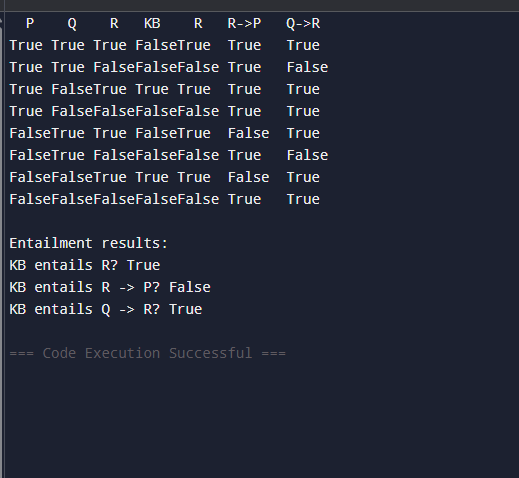 P    Q    R   KB    R   R->P   Q->R
True True True FalseTrue  True   True
True True FalseFalseFalse True   False
True FalseTrue True True  True   True
True FalseFalseFalseFalse True   True
FalseTrue True FalseTrue  False  True
FalseTrue FalseFalseFalse True   False
FalseFalseTrue True True  False  True
FalseFalseFalseFalseFalse True   True
Entailment results:
KB entails R? True
KB entails R -> P? False
KB entails Q -> R? True
=== Code Execution Successful ===